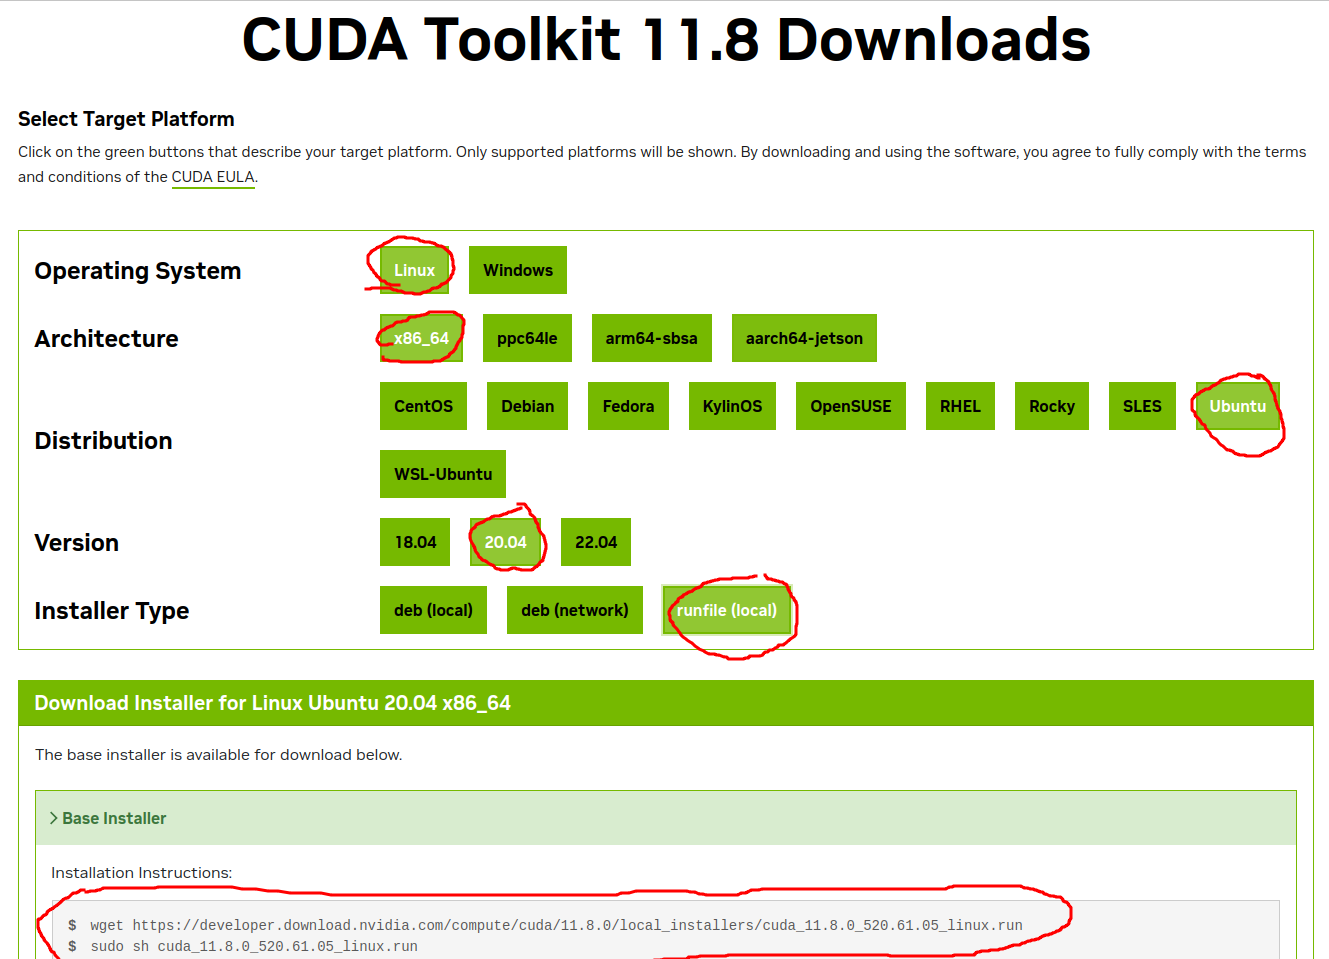 CUDA Toolkit 11.8 Downloads
Select Target Platform
Click on the green buttons that describe your target platform. Only supported platforms will be shown. By downloading and using the software, you agree to fully comply with the terms
and conditions of the CUDA EULA.
Operating System
Linux
Windows
Architecture
x86_64
ppc64le
arm64-sbsa
aarch64-jetson
Distribution
CentOS
Debian
Fedora
KylinOS
OpenSUSE
RHEL
Rocky
SLES
Ubuntu
WSL-Ubuntu
Version
18.04
20.04
22.04
Installer Type
deb (local)
deb (network)
runfile (local)
Download Installer for Linux Ubuntu 20.04 x86_64
The base installer is available for download below.
Base Installer
Installation Instructions:
$ wget https://developer.download.nvidia.com/compute/cuda/11.8.0/local_installers/cuda_11.8.0_520.61.05_linux.run
$ sudo sh cuda_11.8.0_520.61.05_linux.run